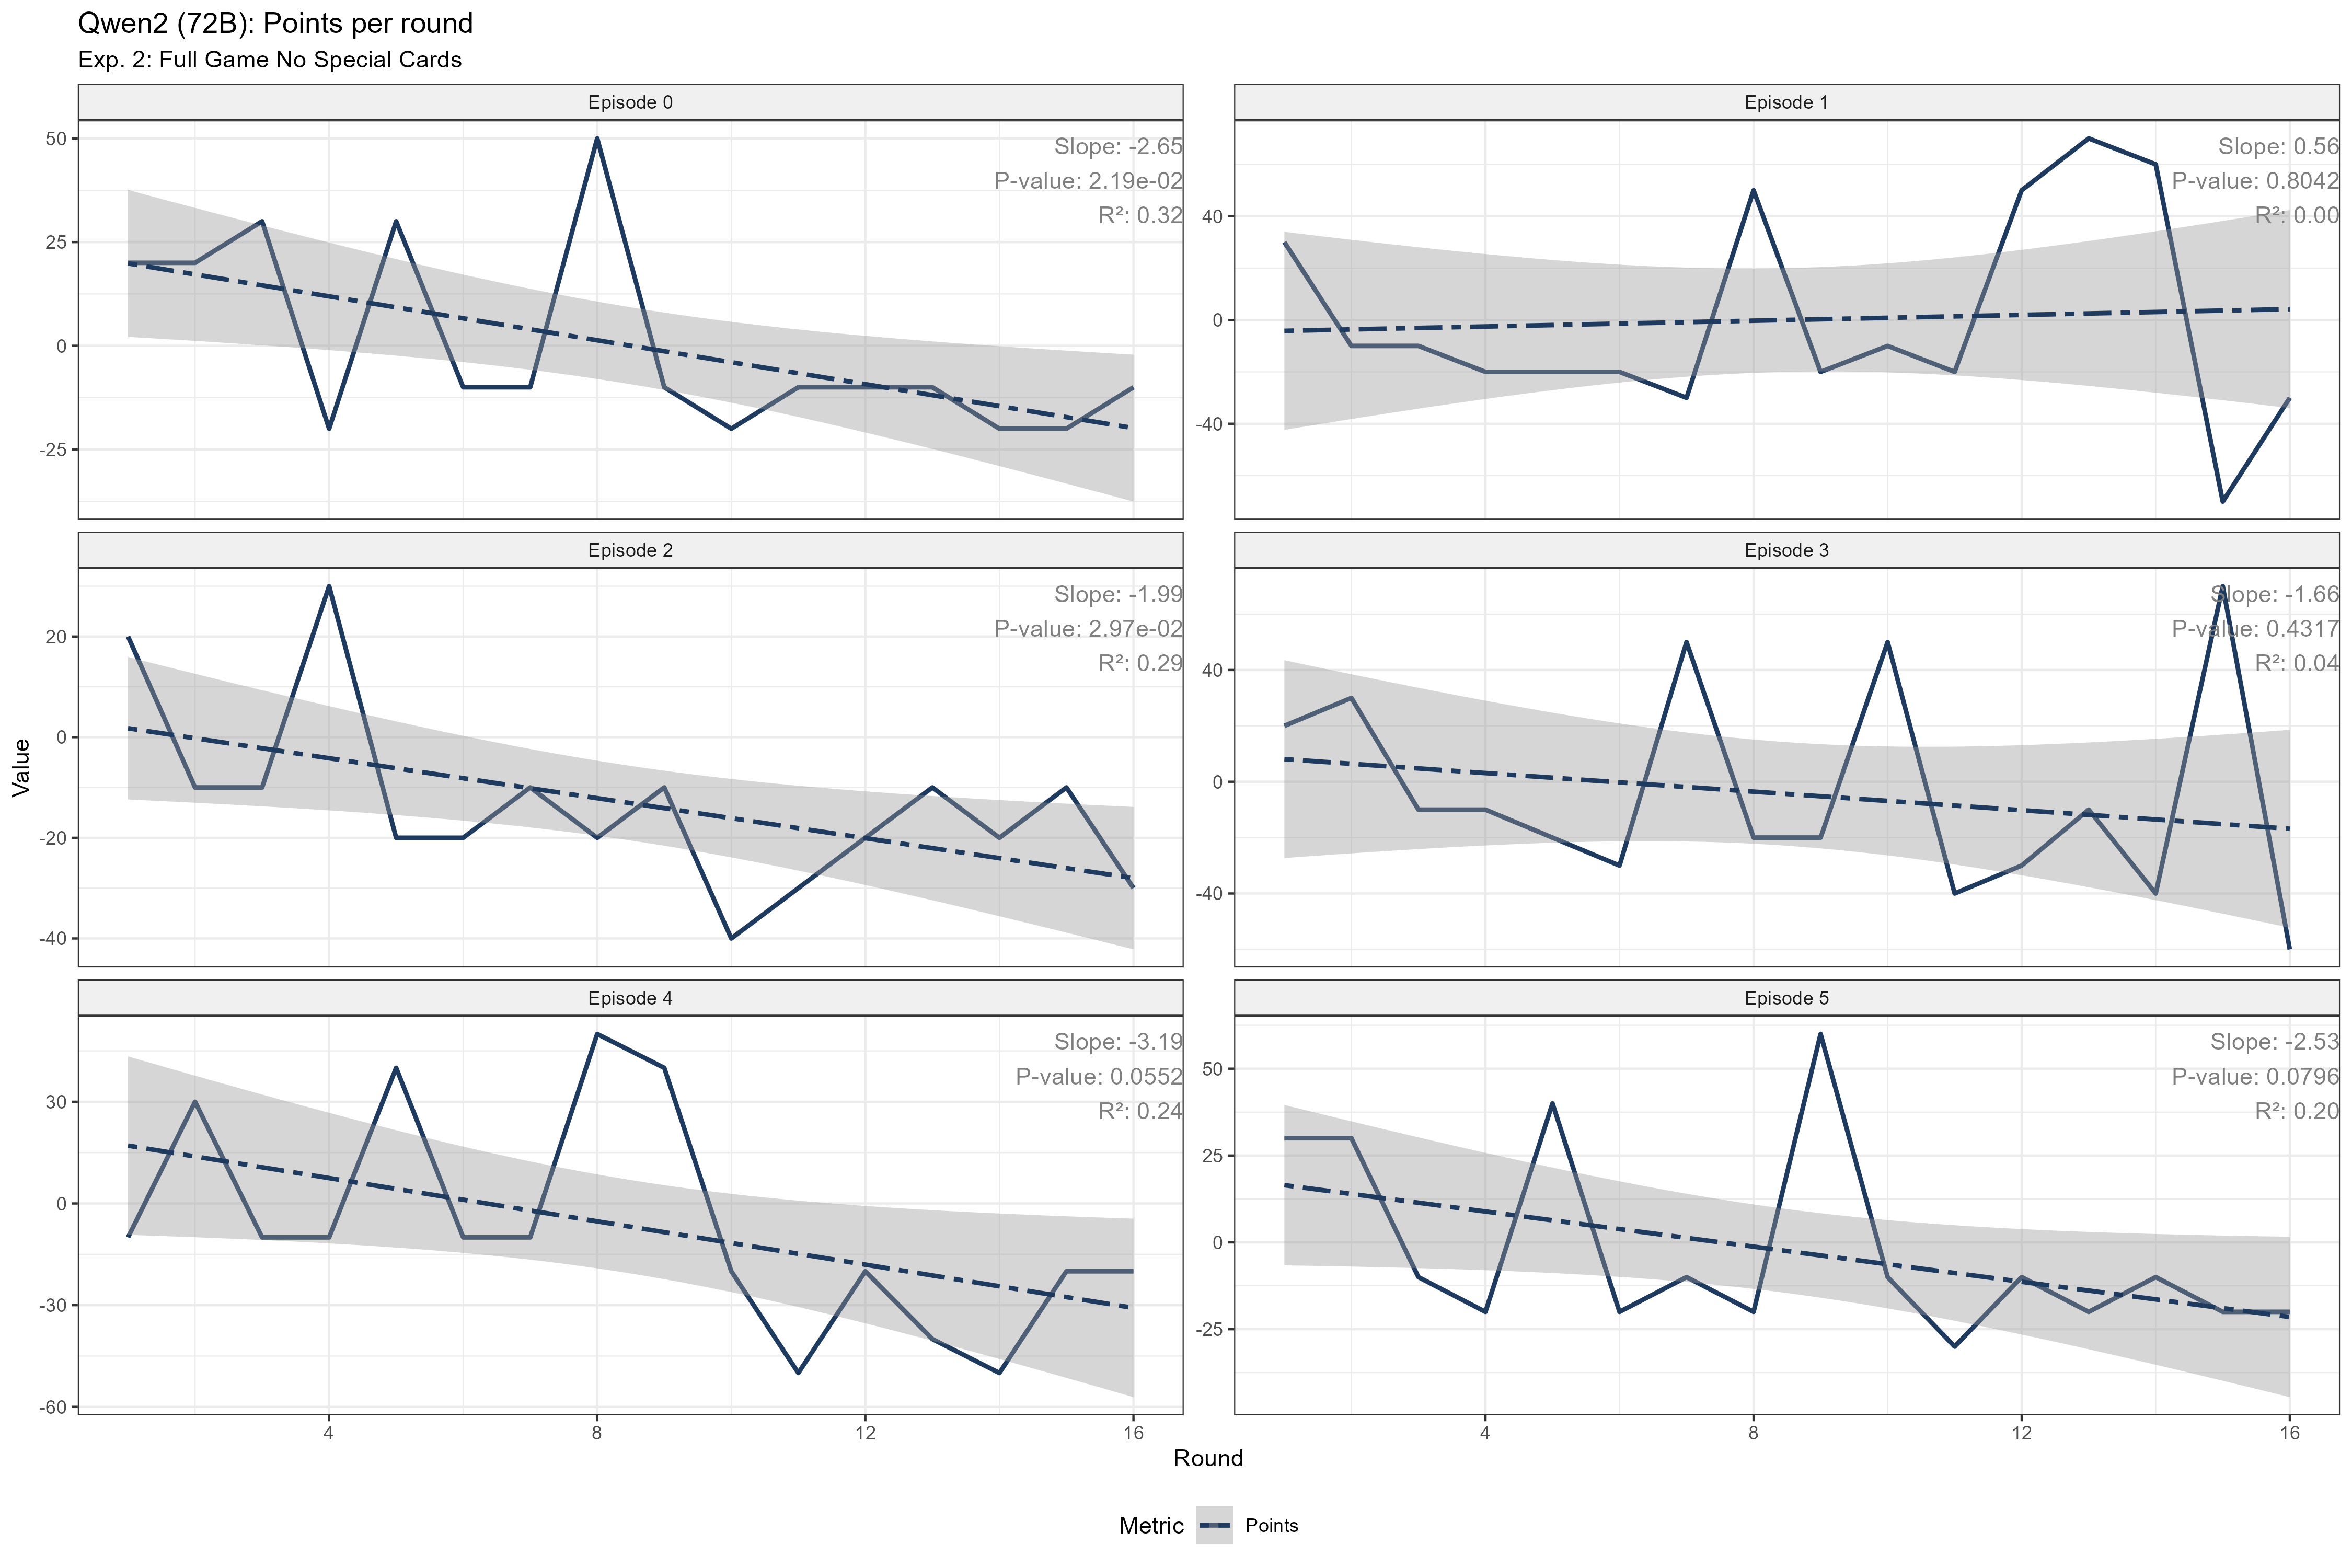 Qwen2 (72B): Points per round
Exp. 2: Full Game No Special Cards
Episode 0
50
25
0
-25
Slope: -2.65
P-value: 2.19e-02
R²: 0.32
Episode 1
40
0
-40
Slope: 0.56
P-value: 0.8042
R²: 0.00
Episode 2
20
0
-20
-40
Slope: -1.99
P-value: 2.97e-02
R²: 0.29
Episode 3
40
0
-40
Slope: -1.66
P-value: 0.4317
R²: 0.04
Episode 4
30
0
-30
-60
Slope: -3.19
P-value: 0.0552
R²: 0.24
4 8 12 16
Episode 5
50
25
0
-25
Slope: -2.53
P-value: 0.0796
R²: 0.20
4 8 12 16
Value
Round
Metric Points